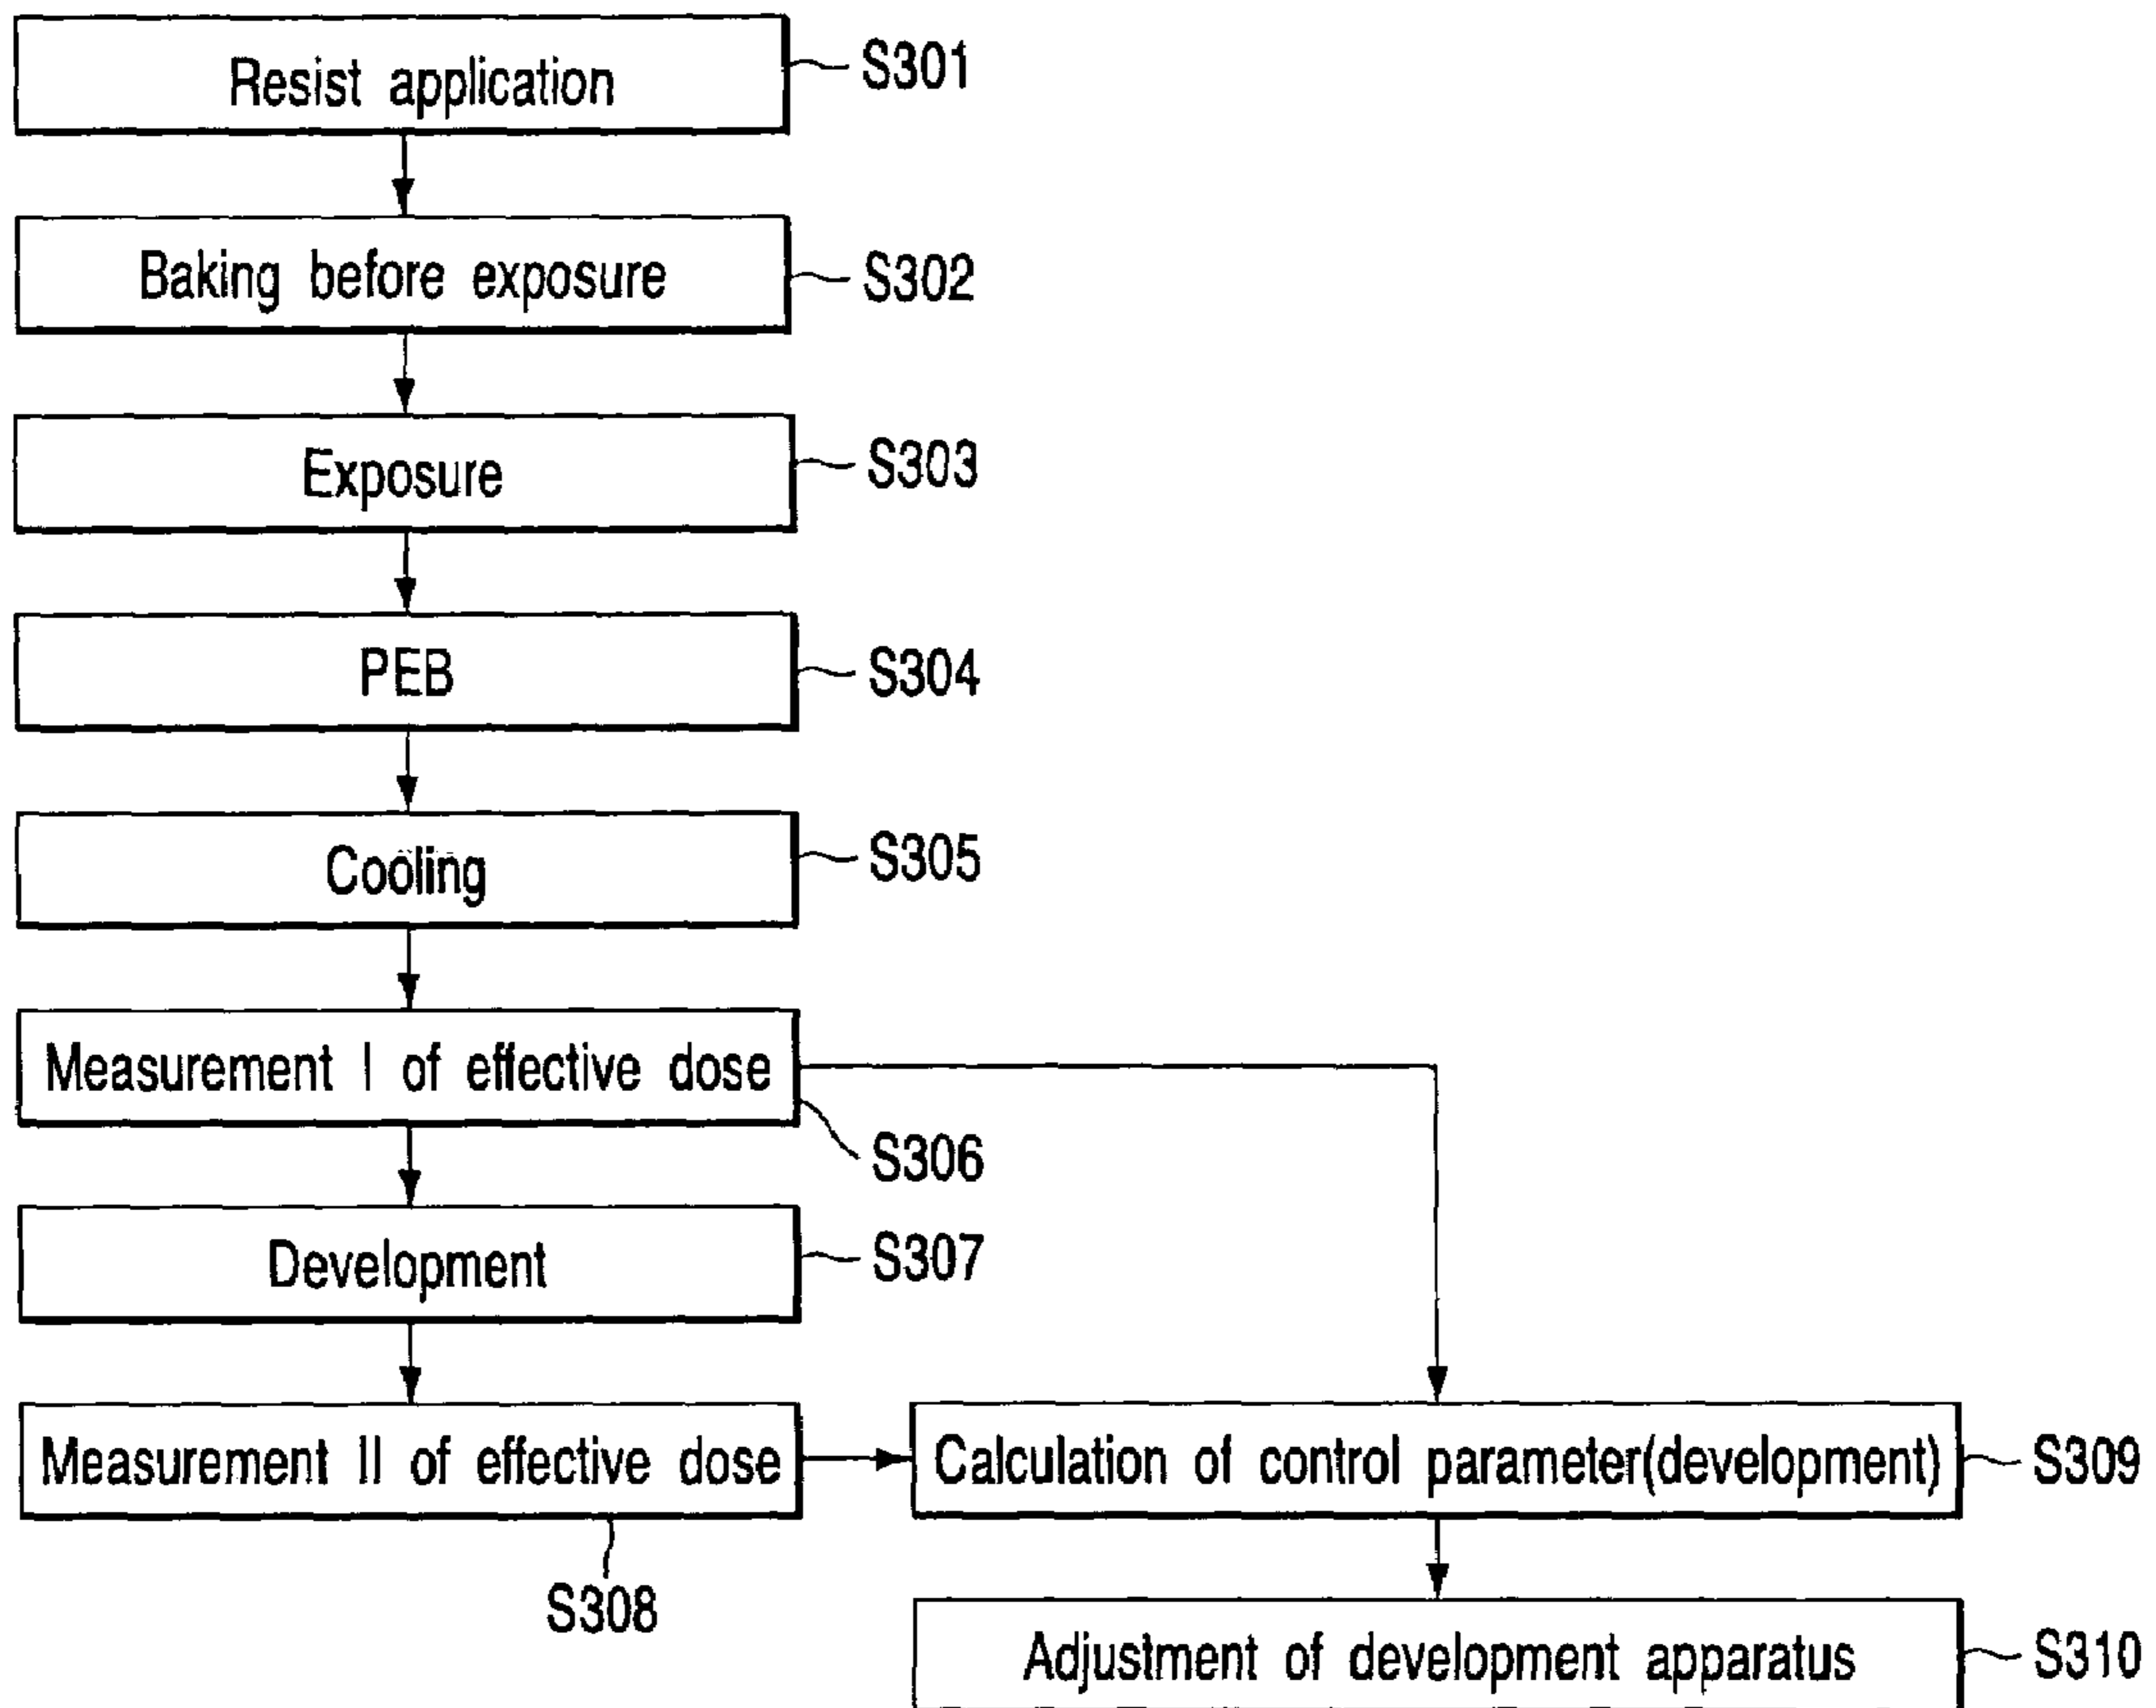 Resist application
S301
Baking before exposure
S302
Exposure
S303
PEB
S304
Cooling
S305
Measurement I of effective dose
S306
Development
S307
Measurement II of effective dose
S308
Calculation of control parameter(development)
S309
Adjustment of development apparatus
S310